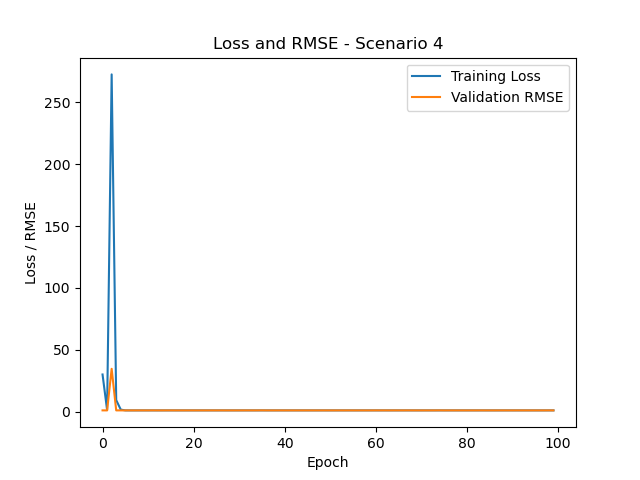 Loss and RMSE - Scenario 4
Training Loss
Validation RMSE
Loss / RMSE
250
200
150
100
50
0
0 20 40 60 80 100
Epoch